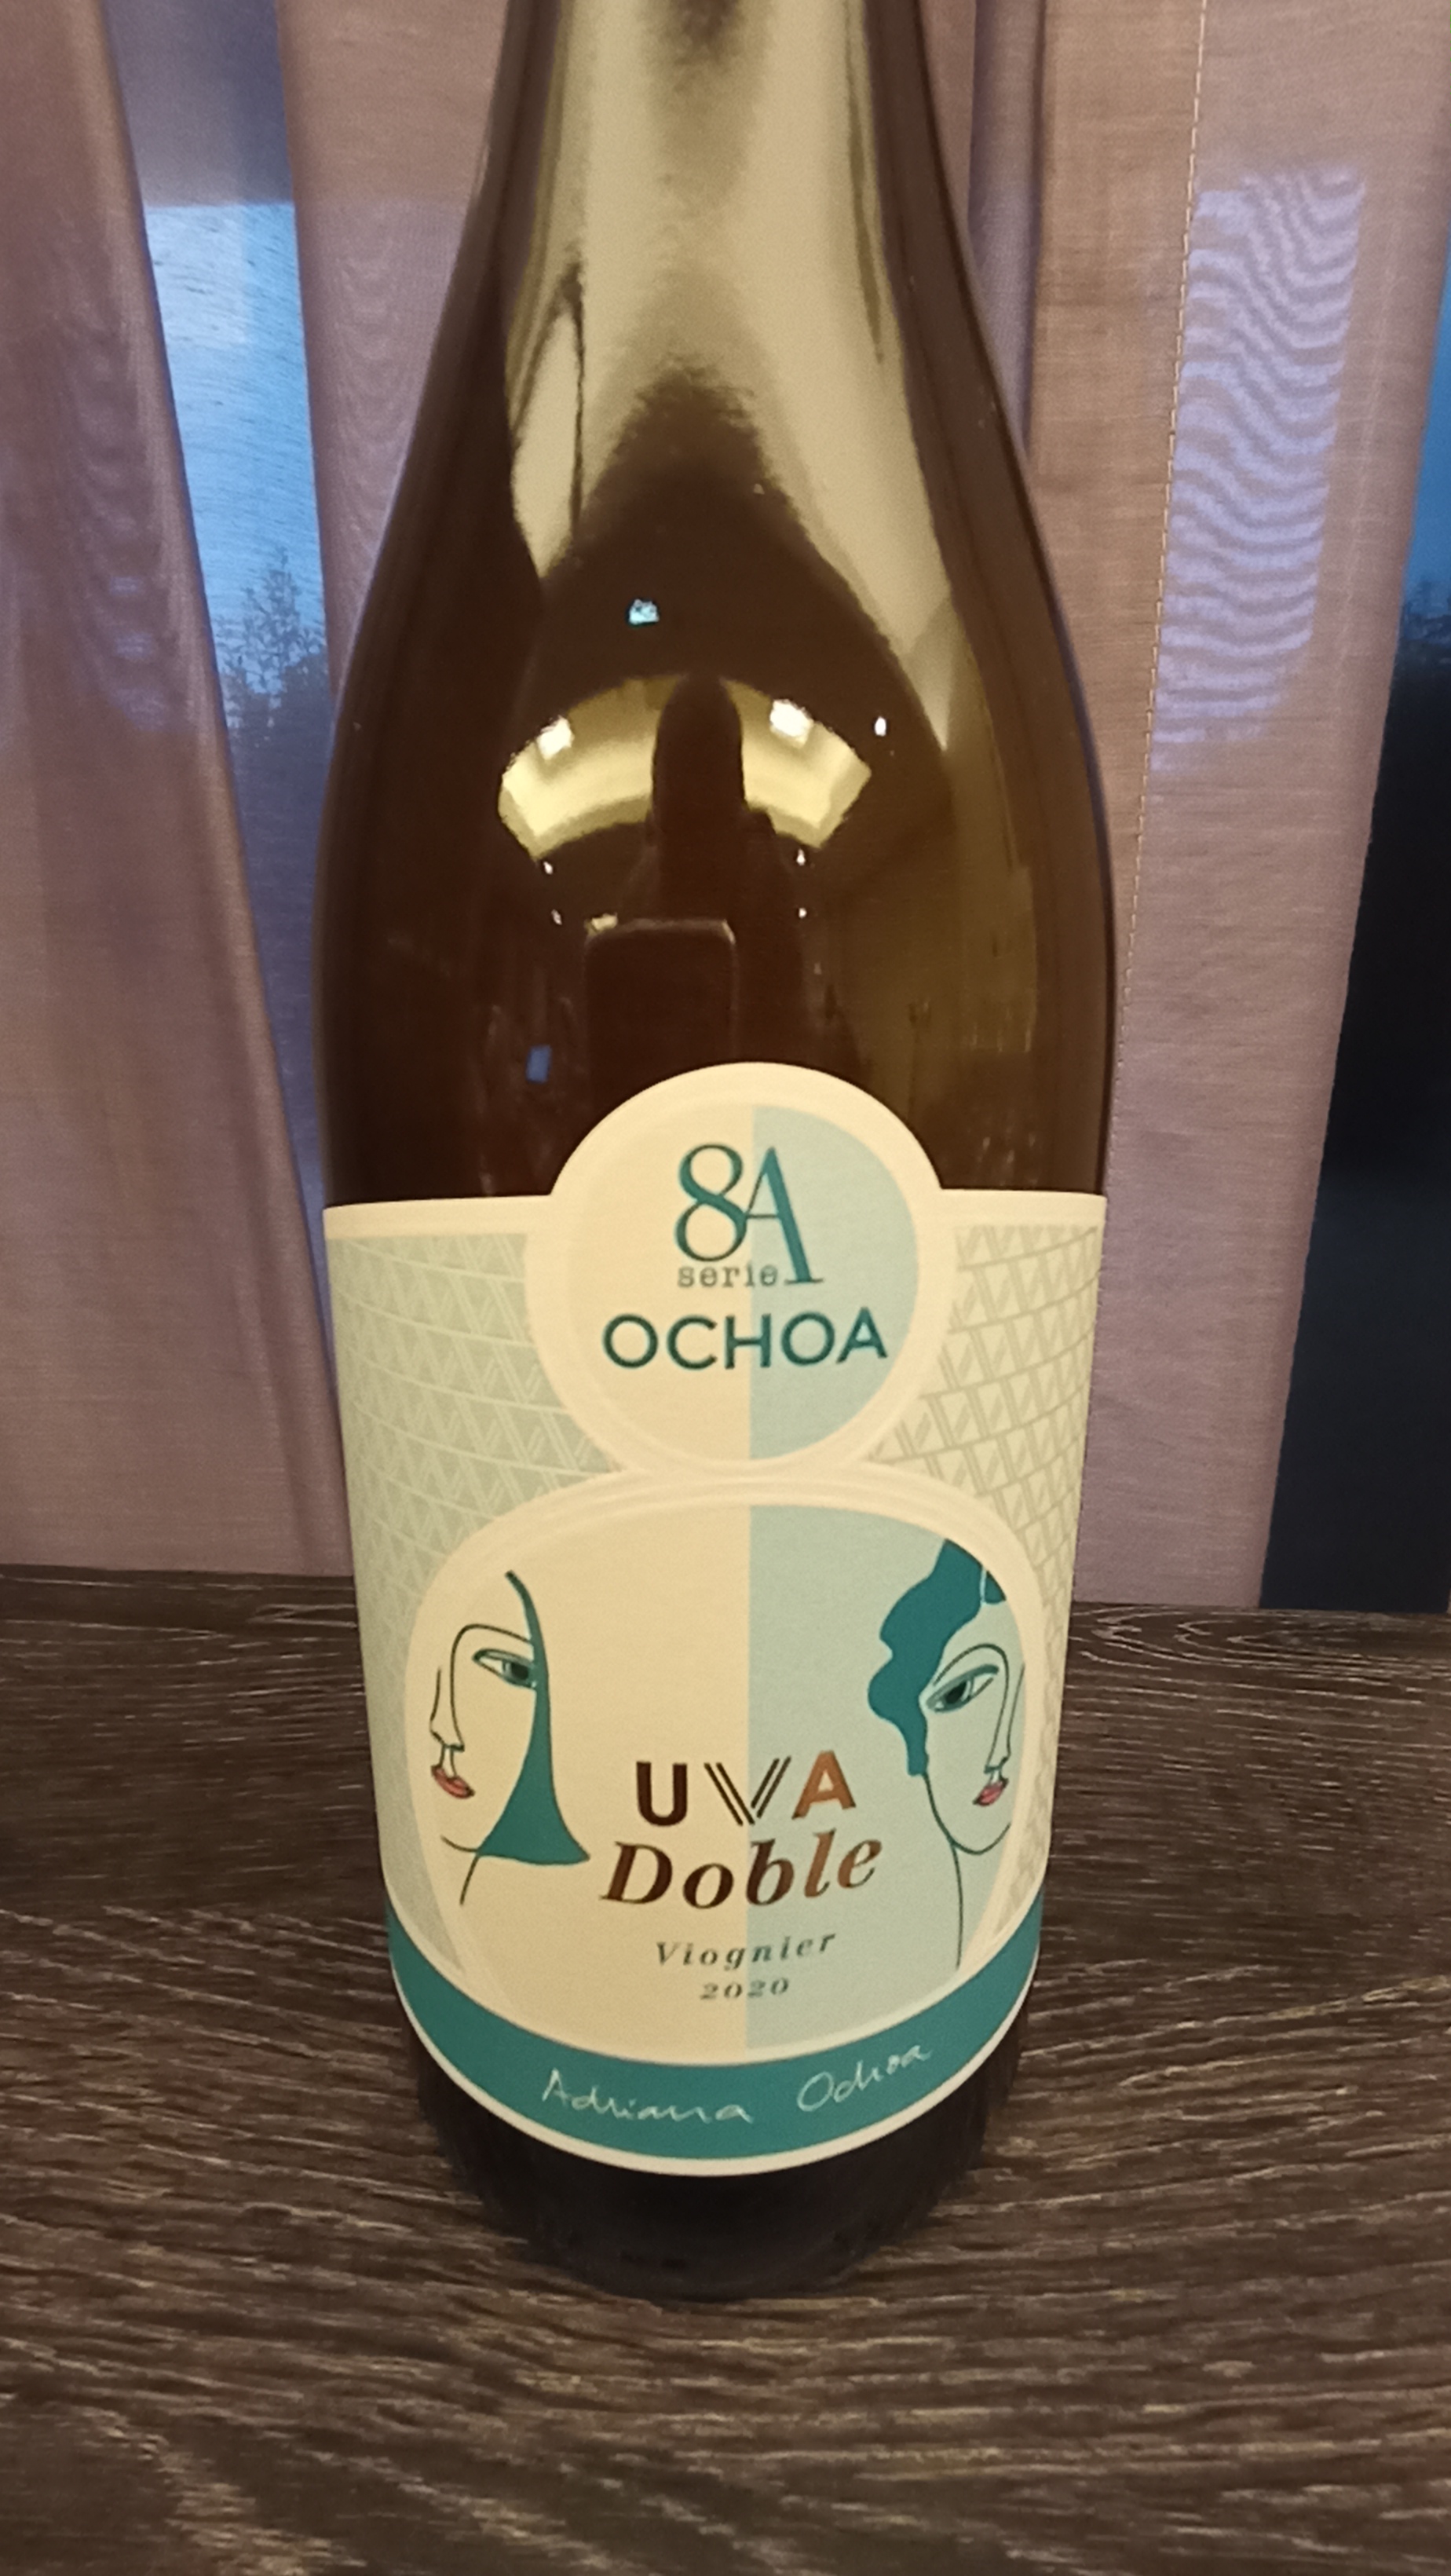 8A
serie
OCHOA
UVA
Doble
Viognier
2020
Adriana Ochoa